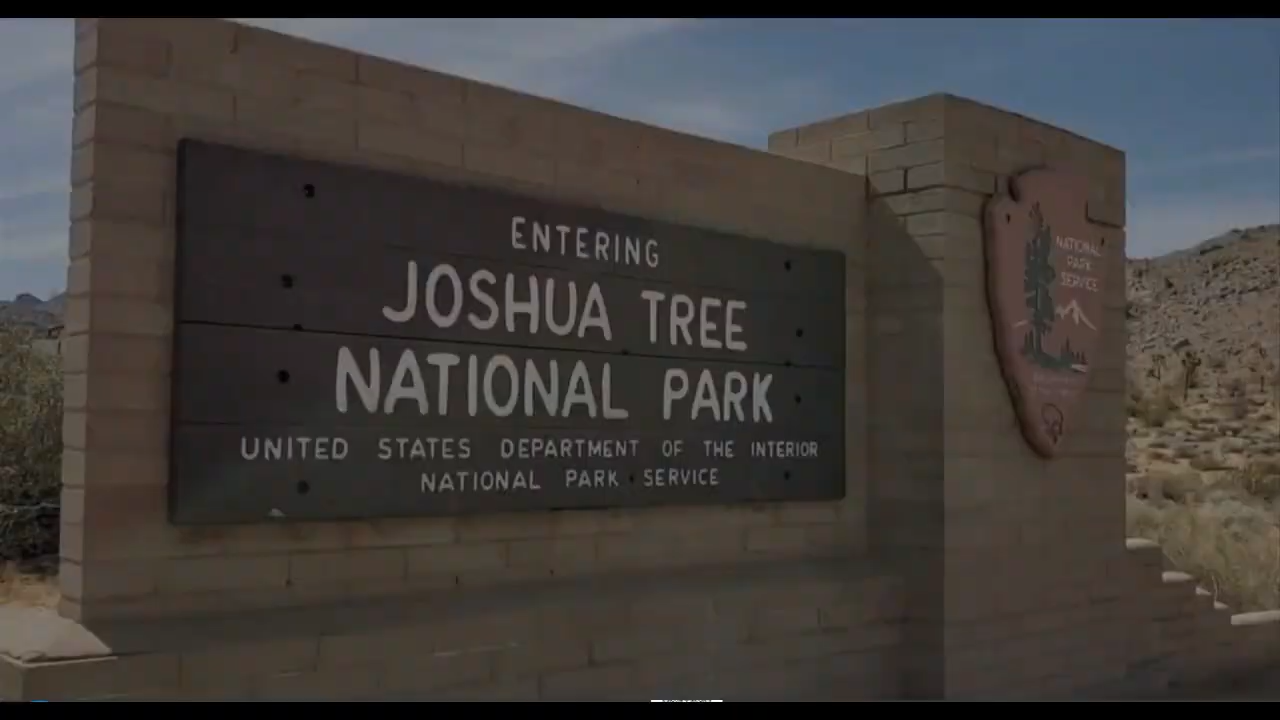 ENTERING
JOSHUA TREE
NATIONAL PARK
UNITED STATES DEPARTMENT OF THE INTERIOR
NATIONAL PARK SERVICE
NATIONAL
PARK
SERVICE